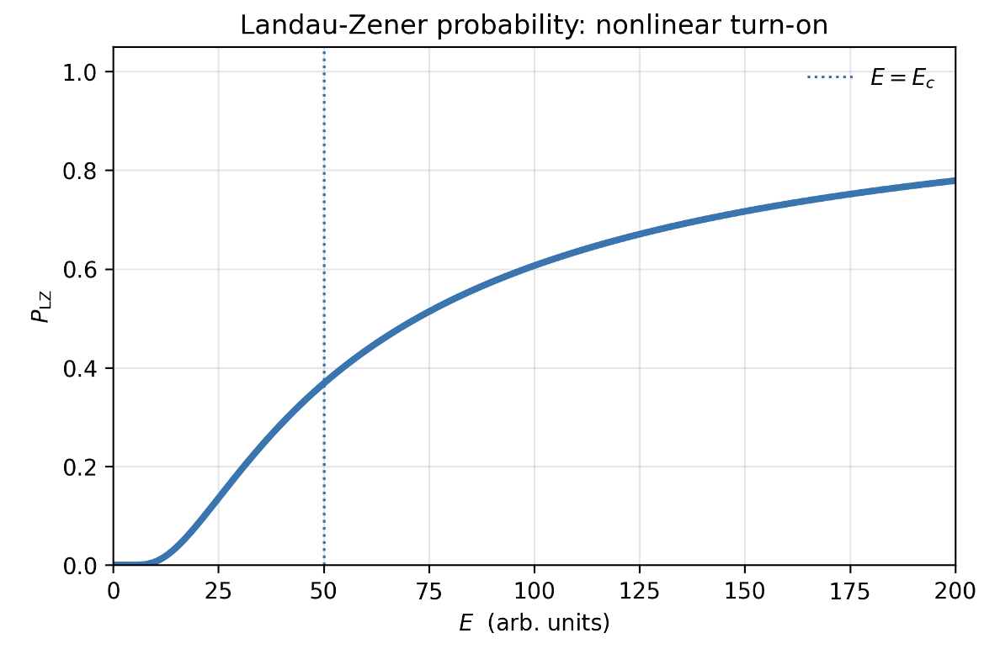 Landau-Zener probability: nonlinear turn-on
E = E_c
1.0
0.8
0.6
0.4
0.2
0.0
P_LZ
0 25 50 75 100 125 150 175 200
E (arb. units)